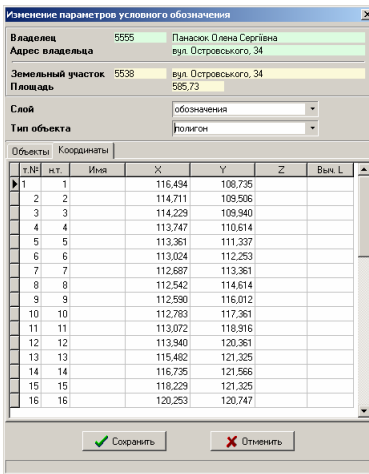 Изменение параметров условного обозначения
Владелец 5555 Панасюк Олена Сергіївна
Адрес владельца вул. Островського, 34
Земельный участок 5538 вул. Островського, 34
Площадь 585,73
Слой обозначения
Тип объекта полигон
Объекты Координаты
т.№ н.т. Имя X Y Z Выч. L
1 1 116,494 108,735
2 2 114,711 109,506
3 3 114,229 109,940
4 4 113,747 110,614
5 5 113,361 111,337
6 6 113,024 112,253
7 7 112,687 113,361
8 8 112,542 114,614
9 9 112,590 116,012
10 10 112,783 117,361
11 11 113,072 118,916
12 12 113,940 120,361
13 13 115,482 121,325
14 14 116,735 121,566
15 15 118,229 121,325
16 16 120,253 120,747
Сохранить Отменить